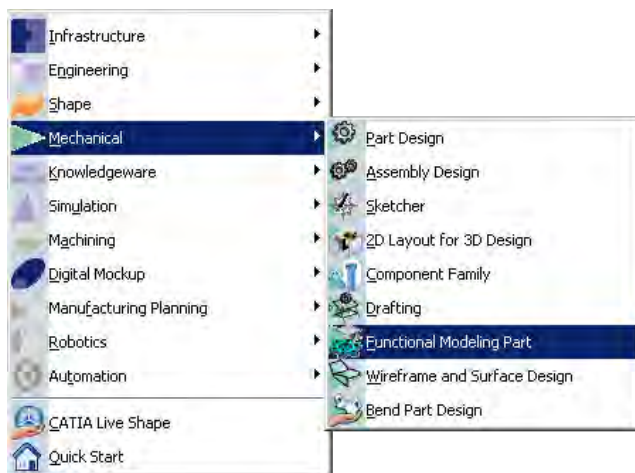 Infrastructure
Engineering
Shape
Mechanical
Knowledgeware
Simulation
Machining
Digital Mockup
Manufacturing Planning
Robotics
Automation
CATIA Live Shape
Quick Start
Part Design
Assembly Design
Sketcher
2D Layout for 3D Design
Component Family
Drafting
Functional Modeling Part
Wireframe and Surface Design
Bend Part Design